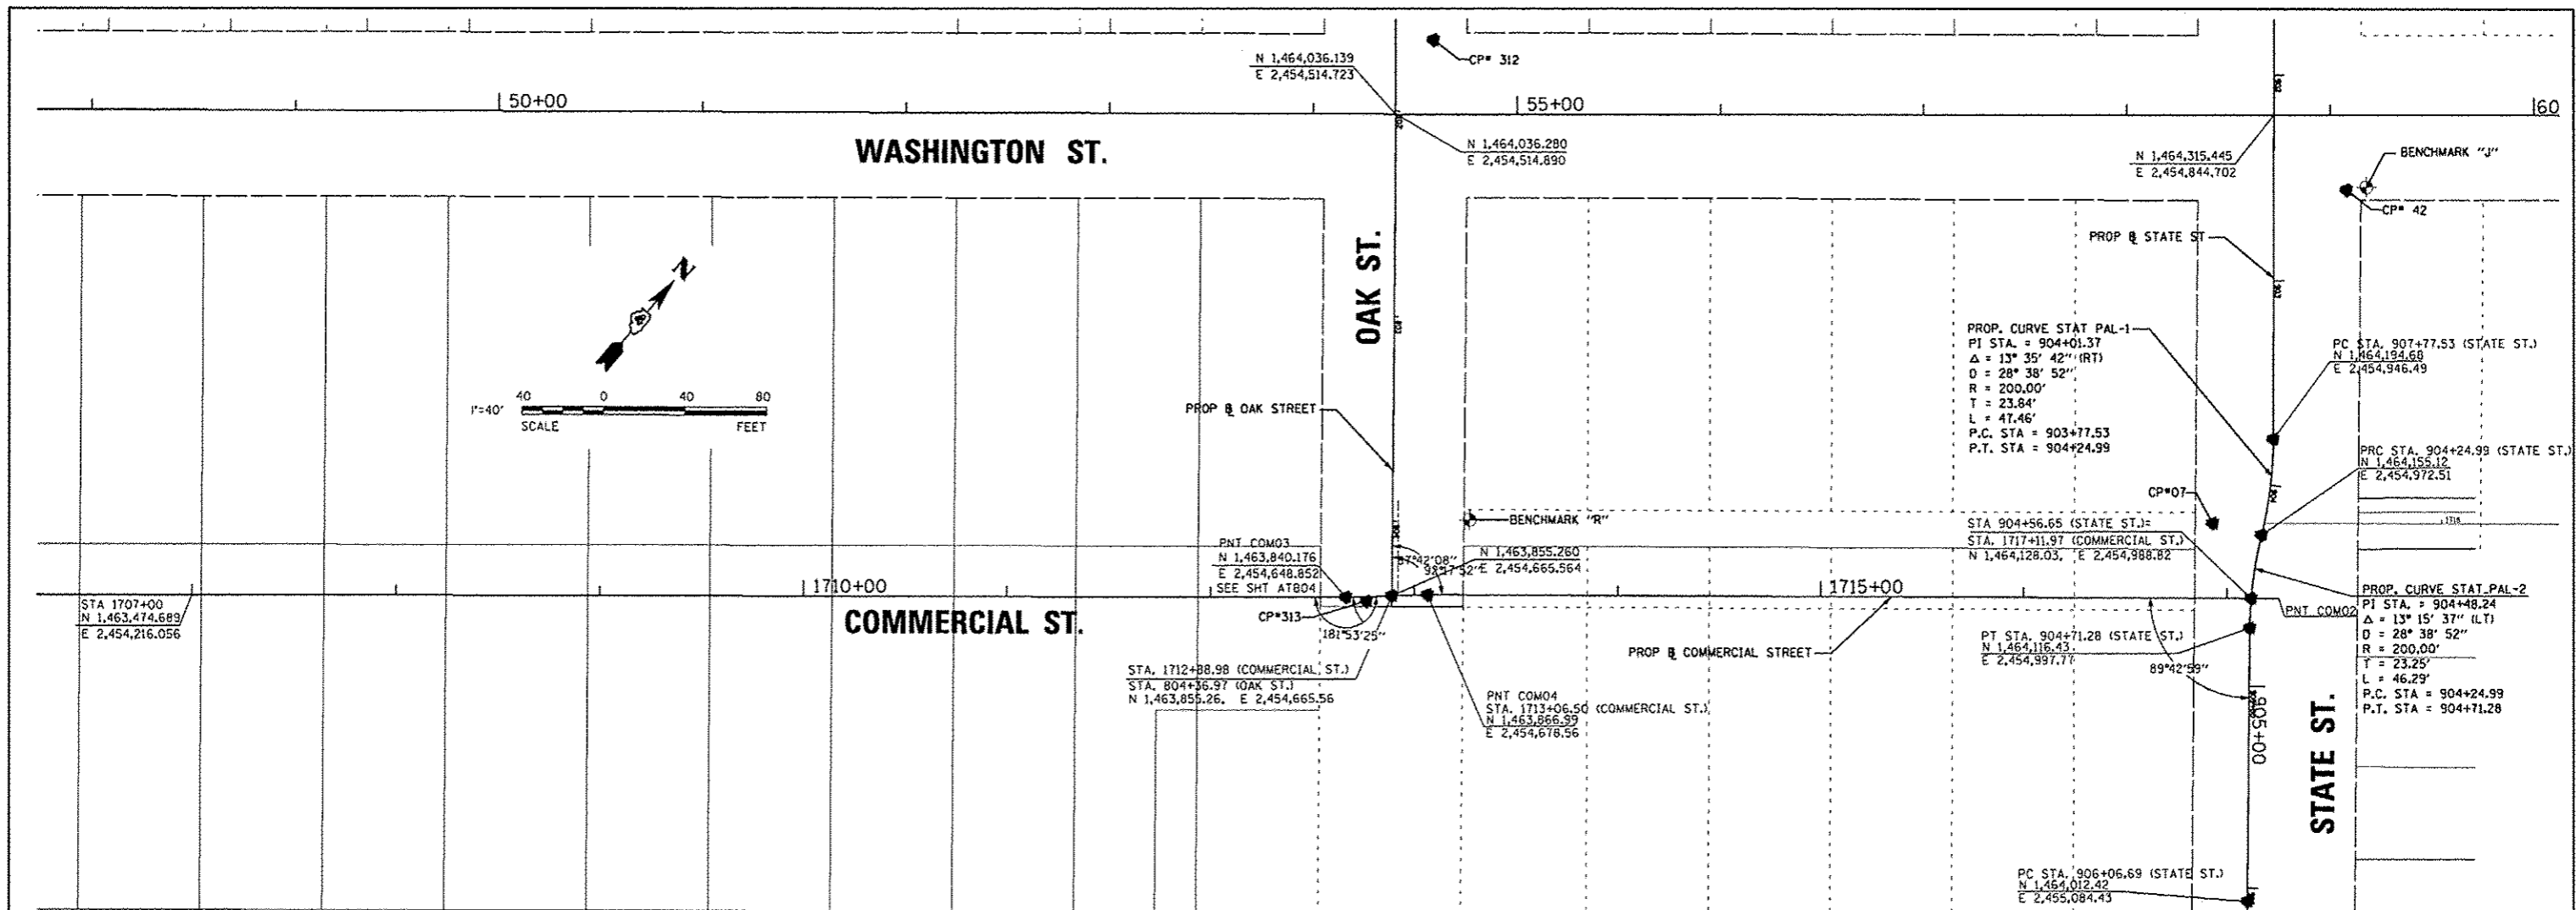 N 1,464,036.139
E 2,454,514.723
CP# 312
50+00
55+00
60
WASHINGTON ST.
N 1,464,036.280
E 2,454,514.890
N 1,464,315.445
E 2,454,844.702
BENCHMARK "J"
CP# 42
PROP ℄ STATE ST
OAK ST.
N
40 0 40 80
1"=40'
SCALE FEET
PROP ℄ OAK STREET
PROP. CURVE STAT PAL-1
PI STA. = 904+01.37
Δ = 13° 35' 42" (RT)
D = 28° 38' 52"
R = 200.00'
T = 23.84'
L = 47.46'
P.C. STA = 903+77.53
P.T. STA = 904+24.99
PC STA. 907+77.53 (STATE ST.)
N 1,464,194.68
E 2,454,946.49
PRC STA. 904+24.99 (STATE ST.)
N 1,464,155.12
E 2,454,972.51
CP#07
BENCHMARK "R"
STA 904+56.65 (STATE ST.)=
STA. 1717+11.97 (COMMERCIAL ST.)
N 1,464,128.03, E 2,454,988.82
PNT COM03
N 1,463,840.176
E 2,454,648.852
SEE SHT ATB04
87°42'08"
92°17'52"
N 1,463,855.260
E 2,454,665.564
STA 1707+00
N 1,463,474.689
E 2,454,216.056
1710+00
1715+00
COMMERCIAL ST.
CP#313
181°53'25"
PNT COM02
PROP. CURVE STAT_PAL-2
PI STA. = 904+48.24
Δ = 13° 15' 37" (LT)
D = 28° 38' 52"
R = 200.00'
T = 23.25'
L = 46.29'
P.C. STA = 904+24.99
P.T. STA = 904+71.28
STA. 1712+88.98 (COMMERCIAL ST.)
STA. 804+36.97 (OAK ST.)
N 1,463,855.26, E 2,454,665.56
PROP ℄ COMMERCIAL STREET
PT STA. 904+71.28 (STATE ST.)
N 1,464,116.43
E 2,454,997.77
89°42'59"
PNT COM04
STA. 1713+06.50 (COMMERCIAL ST.)
N 1,463,866.99
E 2,454,678.56
905+00
STATE ST.
PC STA. 906+06.69 (STATE ST.)
N 1,464,012.42
E 2,455,084.43